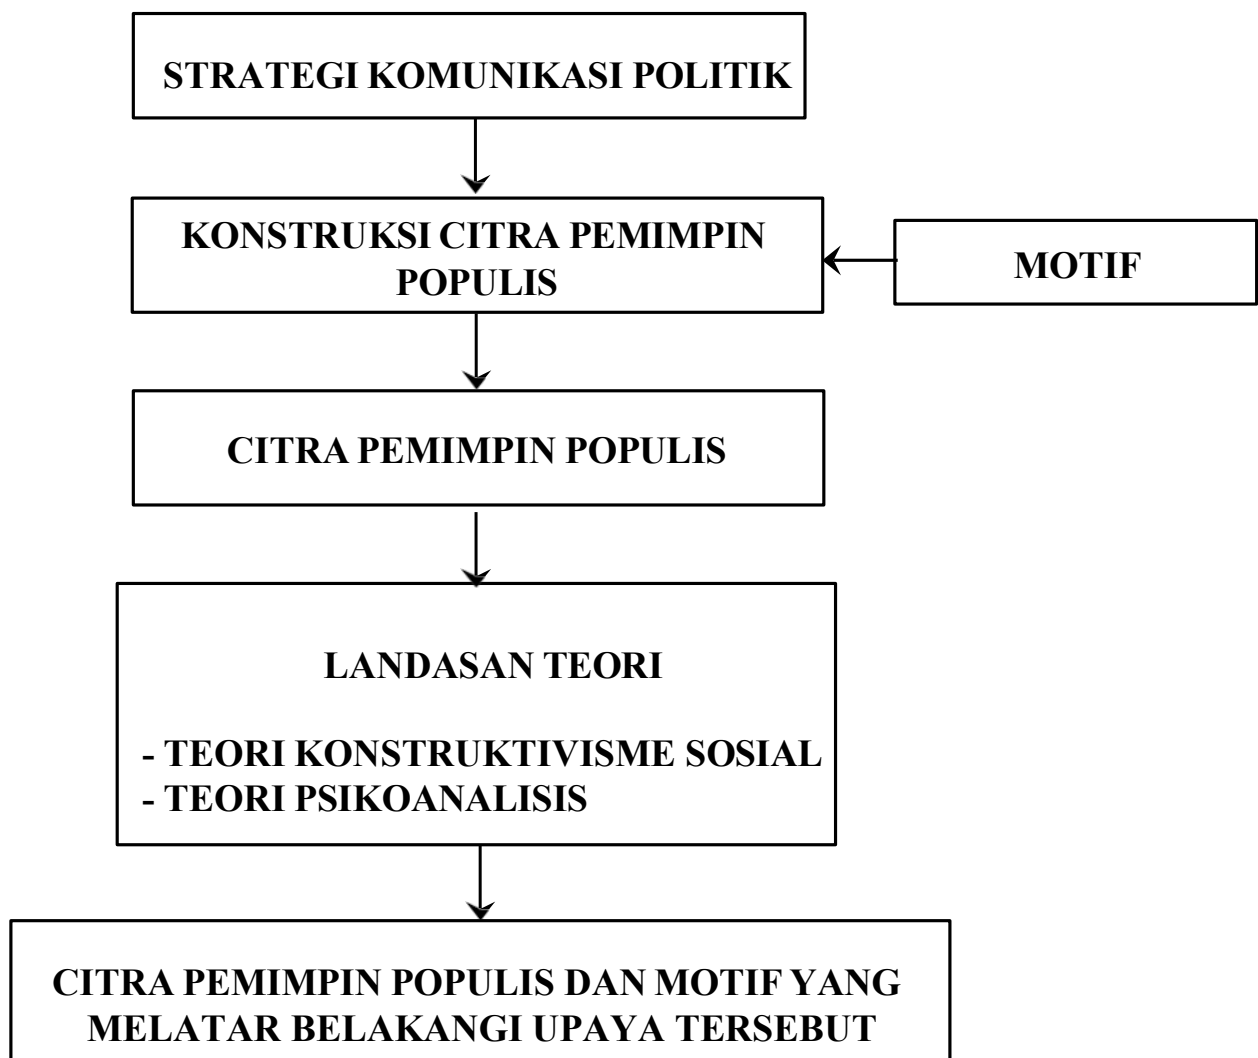 STRATEGI KOMUNIKASI POLITIK
KONSTRUKSI CITRA PEMIMPIN
POPULIS
MOTIF
CITRA PEMIMPIN POPULIS
LANDASAN TEORI
- TEORI KONSTRUKTIVISME SOSIAL
- TEORI PSIKOANALISIS
CITRA PEMIMPIN POPULIS DAN MOTIF YANG
MELATAR BELAKANGI UPAYA TERSEBUT